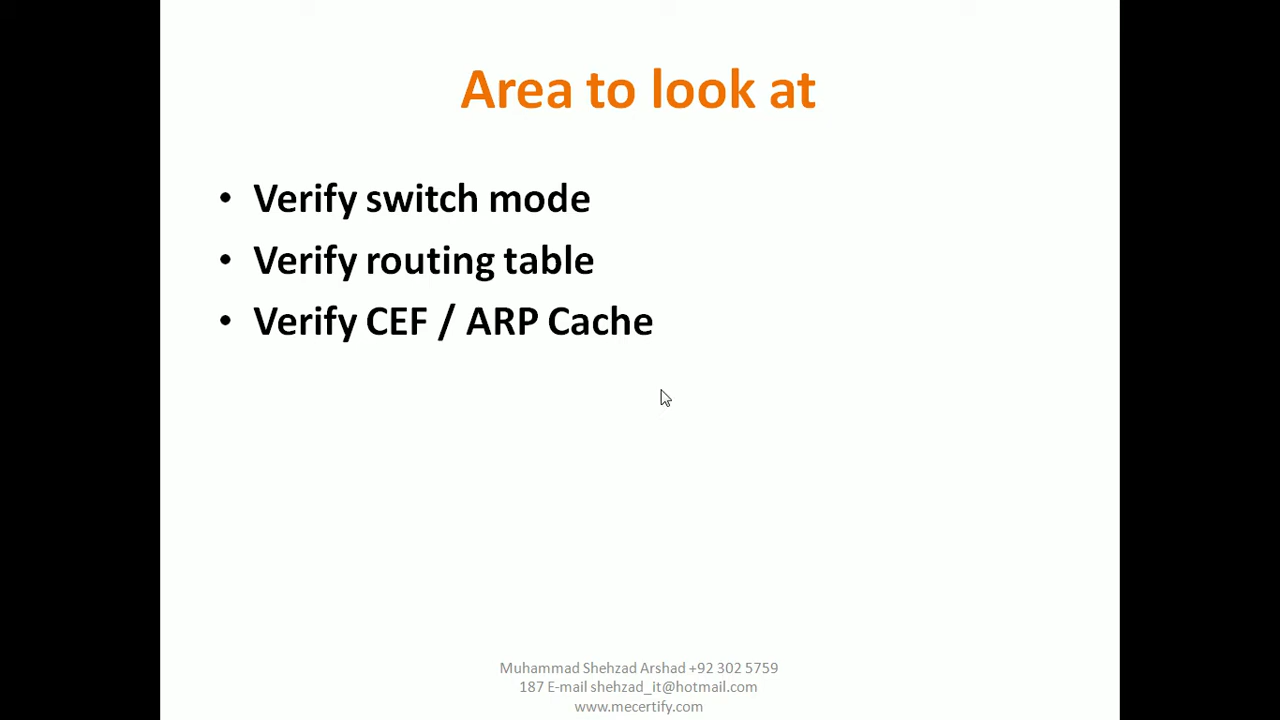 Area to look at
• Verify switch mode
• Verify routing table
• Verify CEF / ARP Cache
Muhammad Shehzad Arshad +92 302 5759
187 E-mail shehzad_it@hotmail.com
www.mecertify.com